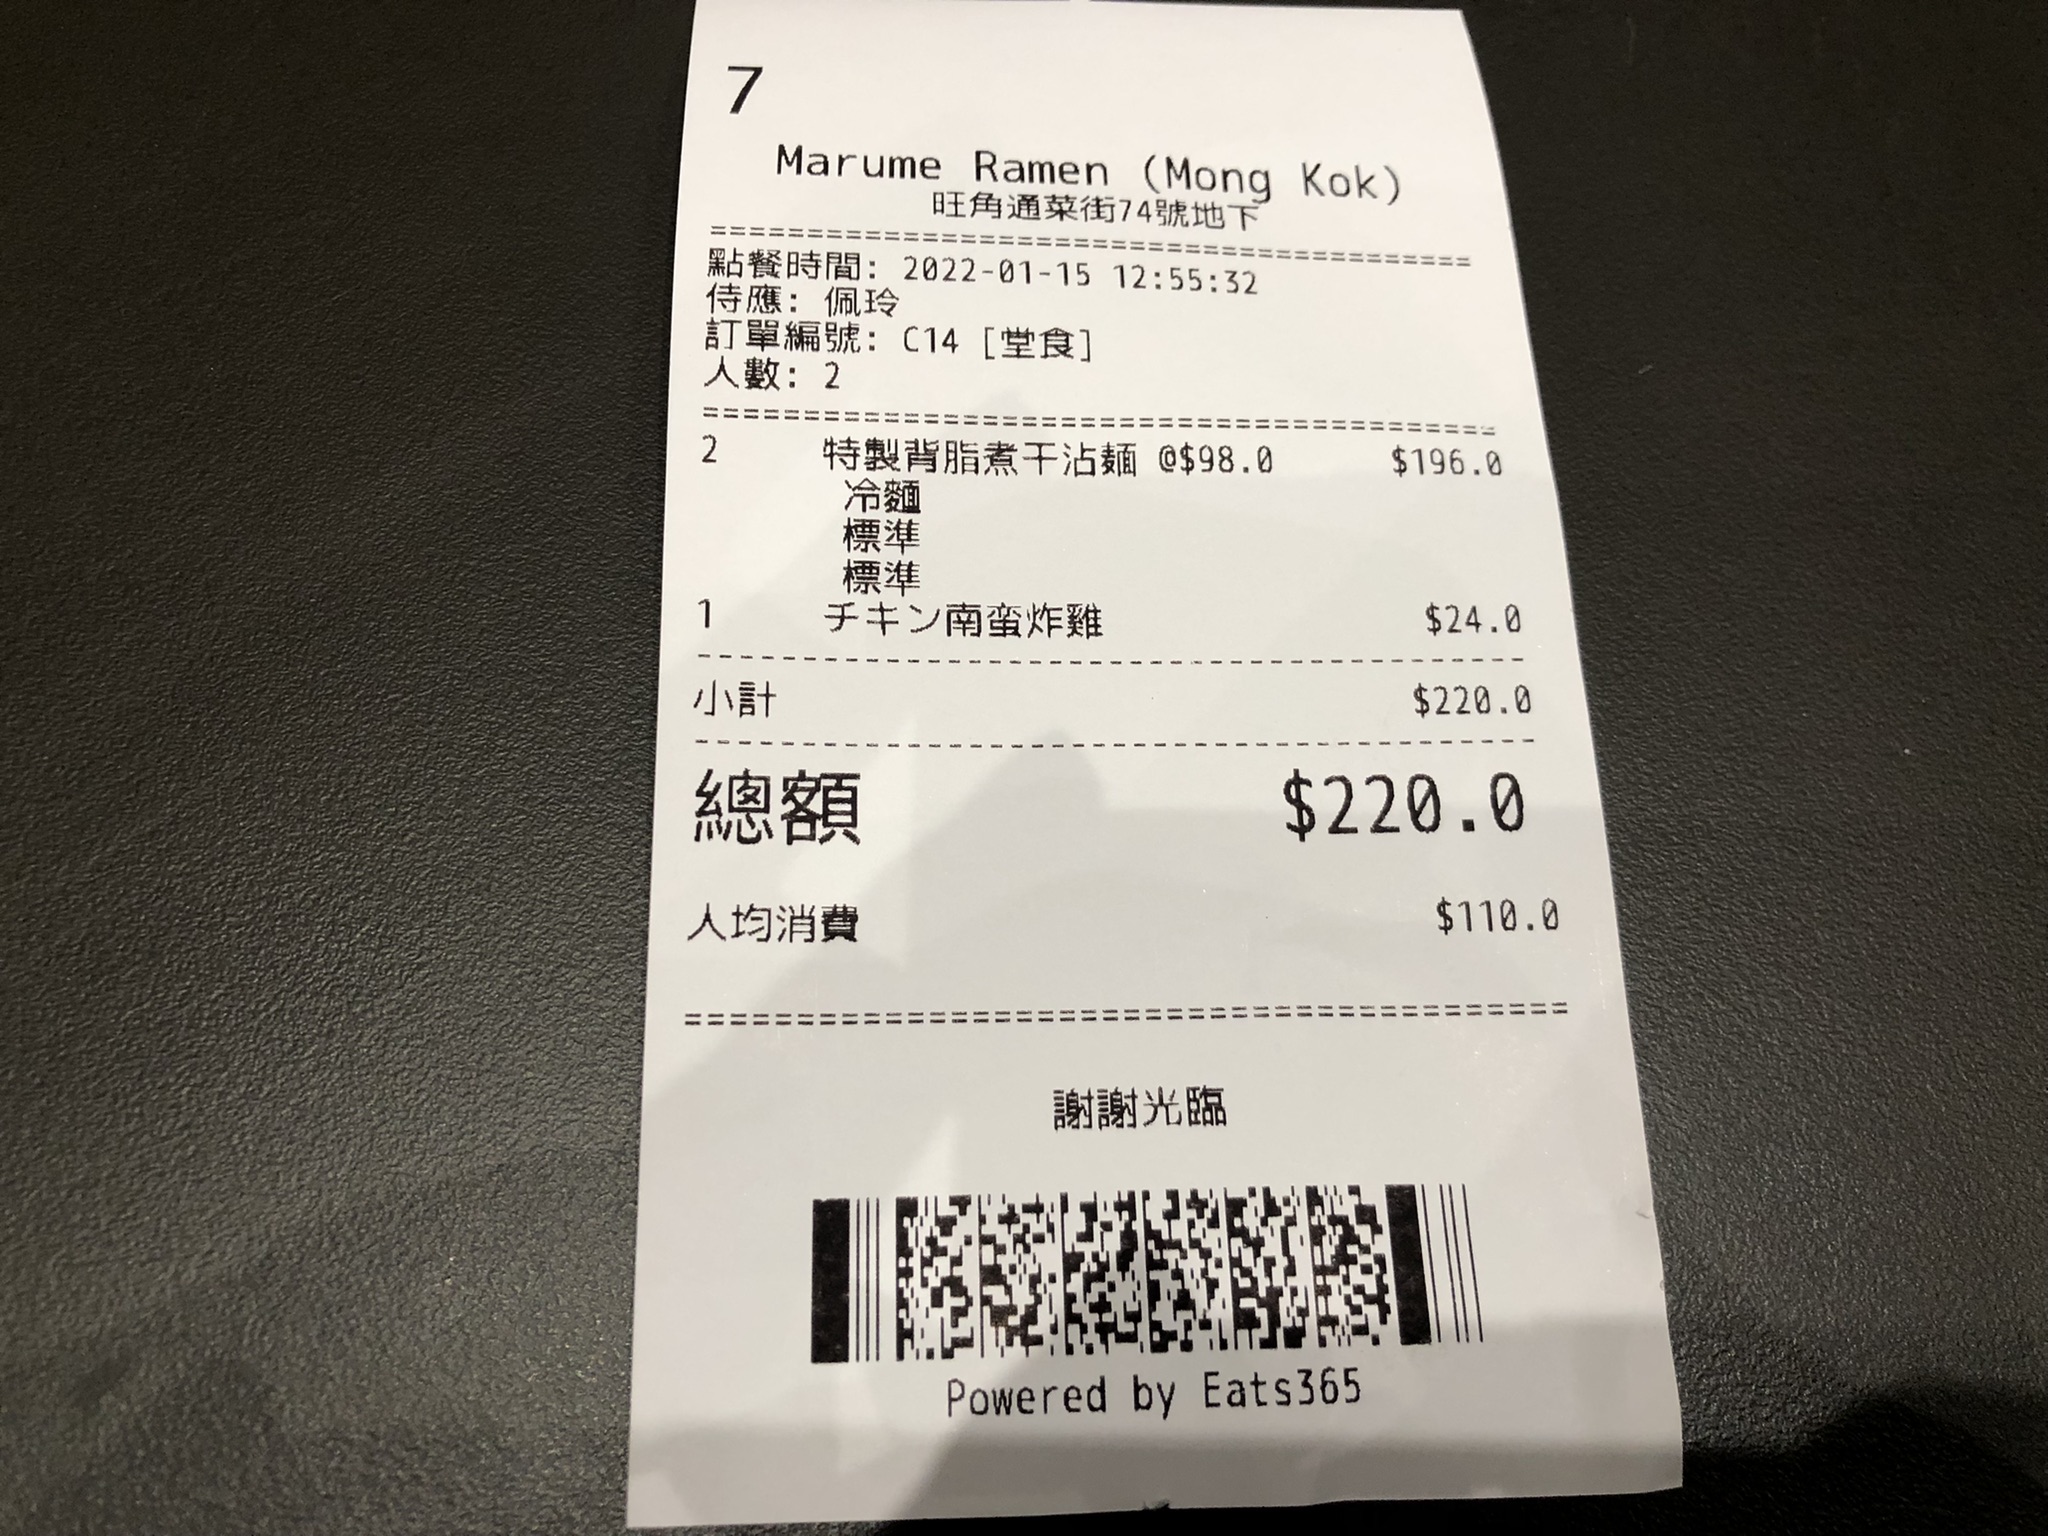 7
Marume Ramen (Mong Kok)
旺角通菜街74號地下
========================================
點餐時間: 2022-01-15 12:55:32
侍應: 佩玲
訂單編號: C14 [堂食]
人數: 2
========================================
2 特製背脂煮干沾麵 @$98.0 $196.0
冷麵
標準
標準
1 チキン南蛮炸雞 $24.0
----------------------------------------
小計 $220.0
----------------------------------------
總額 $220.0
人均消費 $110.0
========================================
謝謝光臨
Powered by Eats365